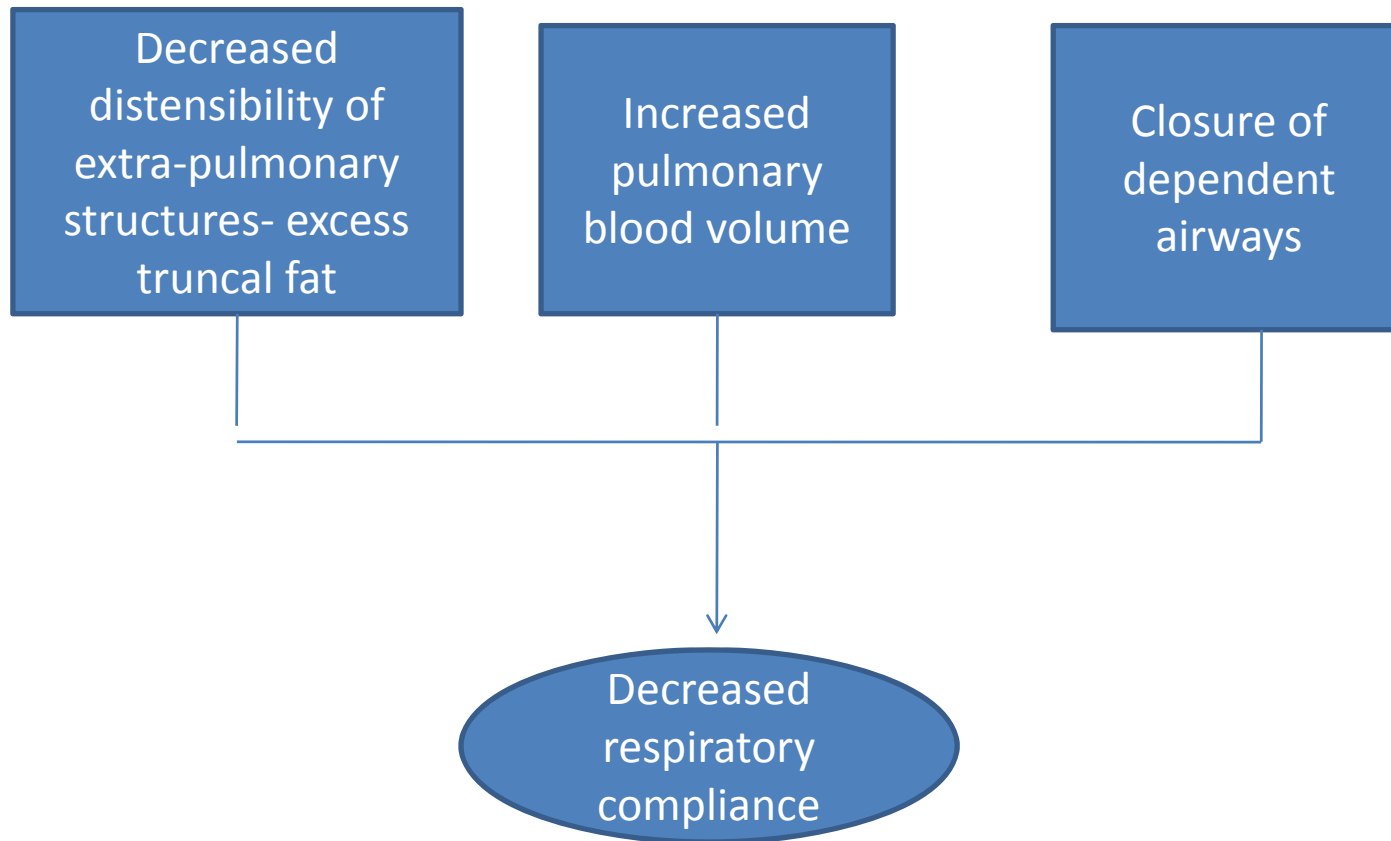 Decreased
distensibility of
extra-pulmonary
structures- excess
truncal fat
Increased
pulmonary
blood volume
Closure of
dependent
airways
Decreased
respiratory
compliance